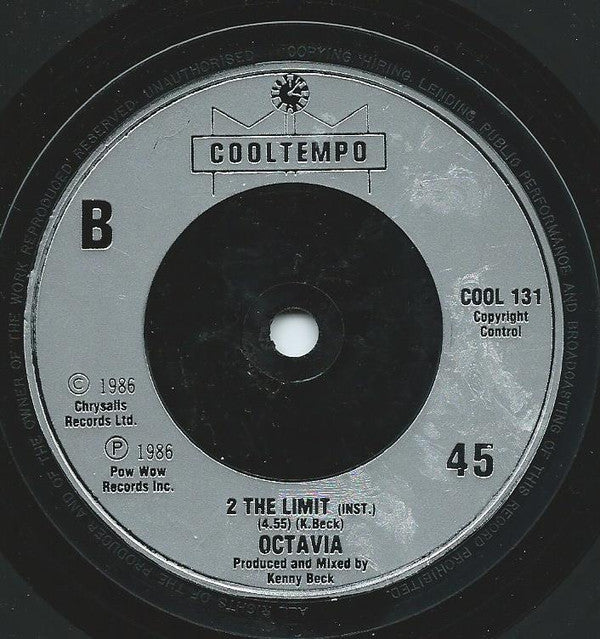 COOLTEMPO
B
COOL 131
Copyright
Control
© 1986
Chrysalis
Records Ltd.
℗ 1986
Pow Wow
Records Inc.
45
2 THE LIMIT (INST.)
(4.55) (K.Beck)
OCTAVIA
Produced and Mixed by
Kenny Beck
ALL RIGHTS OF THE PRODUCER AND OF THE OWNER OF THE WORK REPRODUCED RESERVED. UNAUTHORISED COPYING HIRING LENDING PUBLIC PERFORMANCE AND BROADCASTING OF THIS RECORD PROHIBITED.